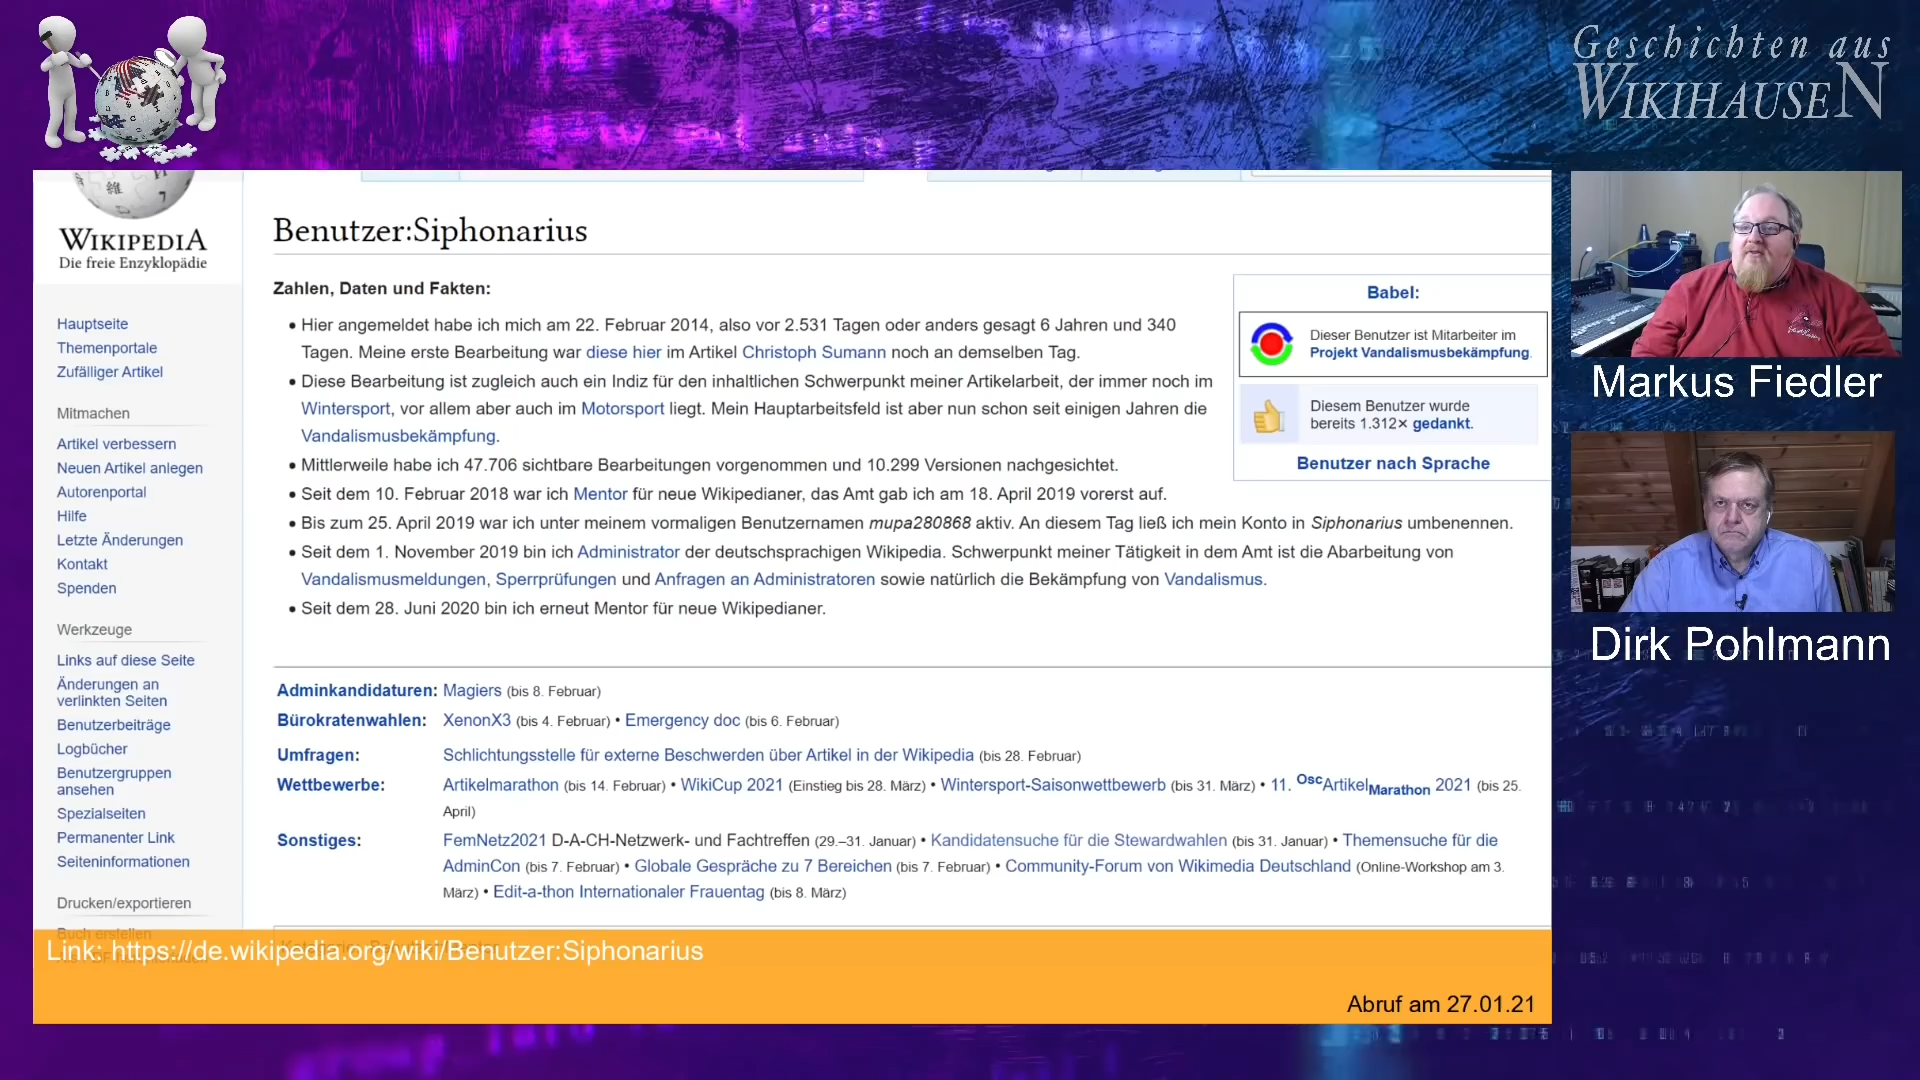 Geschichten aus
WIKIHAUSEN
WIKIPEDIA
Die freie Enzyklopädie
Hauptseite
Themenportale
Zufälliger Artikel
Mitmachen
Artikel verbessern
Neuen Artikel anlegen
Autorenportal
Hilfe
Letzte Änderungen
Kontakt
Spenden
Werkzeuge
Links auf diese Seite
Änderungen an
verlinkten Seiten
Benutzerbeiträge
Logbücher
Benutzergruppen
ansehen
Spezialseiten
Permanenter Link
Seiteninformationen
Drucken/exportieren
Buch erstellen
Benutzer:Siphonarius
Zahlen, Daten und Fakten:
• Hier angemeldet habe ich mich am 22. Februar 2014, also vor 2.531 Tagen oder anders gesagt 6 Jahren und 340
Tagen. Meine erste Bearbeitung war diese hier im Artikel Christoph Sumann noch an demselben Tag.
• Diese Bearbeitung ist zugleich auch ein Indiz für den inhaltlichen Schwerpunkt meiner Artikelarbeit, der immer noch im
Wintersport, vor allem aber auch im Motorsport liegt. Mein Hauptarbeitsfeld ist aber nun schon seit einigen Jahren die
Vandalismusbekämpfung.
• Mittlerweile habe ich 47.706 sichtbare Bearbeitungen vorgenommen und 10.299 Versionen nachgesichtet.
• Seit dem 10. Februar 2018 war ich Mentor für neue Wikipedianer, das Amt gab ich am 18. April 2019 vorerst auf.
• Bis zum 25. April 2019 war ich unter meinem vormaligen Benutzernamen mupa280868 aktiv. An diesem Tag ließ ich mein Konto in Siphonarius umbenennen.
• Seit dem 1. November 2019 bin ich Administrator der deutschsprachigen Wikipedia. Schwerpunkt meiner Tätigkeit in dem Amt ist die Abarbeitung von
Vandalismusmeldungen, Sperrprüfungen und Anfragen an Administratoren sowie natürlich die Bekämpfung von Vandalismus.
• Seit dem 28. Juni 2020 bin ich erneut Mentor für neue Wikipedianer.
Babel:
Dieser Benutzer ist Mitarbeiter im
Projekt Vandalismusbekämpfung.
Diesem Benutzer wurde
bereits 1.312× gedankt.
Benutzer nach Sprache
Adminkandidaturen: Magiers (bis 8. Februar)
Bürokratenwahlen: XenonX3 (bis 4. Februar) • Emergency doc (bis 6. Februar)
Umfragen: Schlichtungsstelle für externe Beschwerden über Artikel in der Wikipedia (bis 28. Februar)
Wettbewerbe: Artikelmarathon (bis 14. Februar) • WikiCup 2021 (Einstieg bis 28. März) • Wintersport-Saisonwettbewerb (bis 31. März) • 11. OscArtikelMarathon 2021 (bis 25.
April)
Sonstiges: FemNetz2021 D-A-CH-Netzwerk- und Fachtreffen (29.–31. Januar) • Kandidatensuche für die Stewardwahlen (bis 31. Januar) • Themensuche für die
AdminCon (bis 7. Februar) • Globale Gespräche zu 7 Bereichen (bis 7. Februar) • Community-Forum von Wikimedia Deutschland (Online-Workshop am 3.
März) • Edit-a-thon Internationaler Frauentag (bis 8. März)
Link: https://de.wikipedia.org/wiki/Benutzer:Siphonarius
Abruf am 27.01.21
Markus Fiedler
Dirk Pohlmann